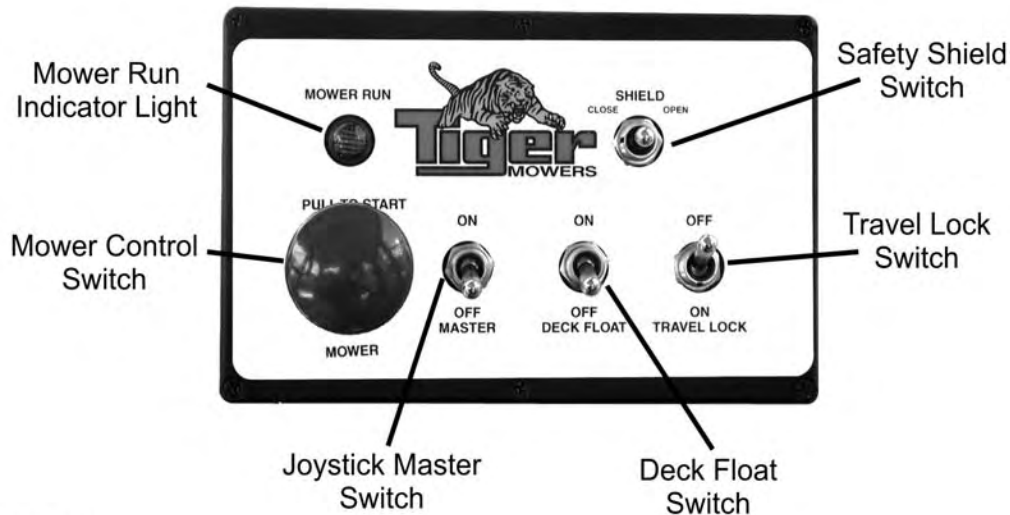 Mower Run
Indicator Light
Safety Shield
Switch
MOWER RUN
SHIELD
CLOSE OPEN
Tiger
MOWERS
PULL TO START
ON
ON
OFF
Mower Control
Switch
Travel Lock
Switch
OFF
MASTER
OFF
DECK FLOAT
ON
TRAVEL LOCK
MOWER
Joystick Master
Switch
Deck Float
Switch